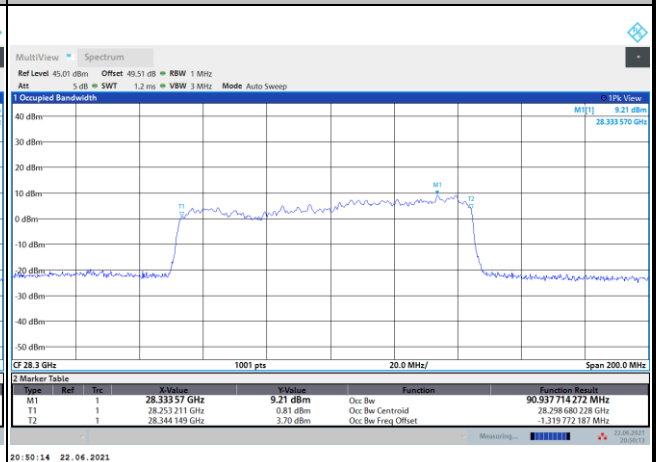 MultiView Spectrum
Ref Level 45.01 dBm Offset 49.51 dB RBW 1 MHz
Att 5 dB SWT 1.2 ms VBW 3 MHz Mode Auto Sweep
1 Occupied Bandwidth 1Pk View
M1[1] 9.21 dBm
28.333 570 GHz
40 dBm
30 dBm
20 dBm
10 dBm
0 dBm
-10 dBm
-20 dBm
-30 dBm
-40 dBm
-50 dBm
T1
M1
T2
CF 28.3 GHz 1001 pts 20.0 MHz/ Span 200.0 MHz
2 Marker Table
Type Ref Trc X-Value Y-Value Function Function Result
M1 1 28.333 57 GHz 9.21 dBm Occ Bw 90.937 714 272 MHz
T1 1 28.253 211 GHz 0.81 dBm Occ Bw Centroid 28.298 680 228 GHz
T2 1 28.344 149 GHz 3.70 dBm Occ Bw Freq Offset -1.319 772 187 MHz
Measuring... 22.06.2021
20:50:13
20:50:14 22.06.2021